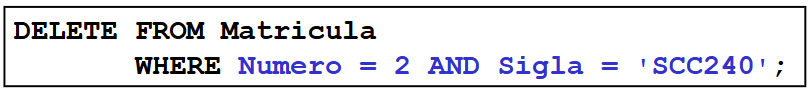 DELETE FROM Matricula
WHERE Numero = 2 AND Sigla = 'SCC240';